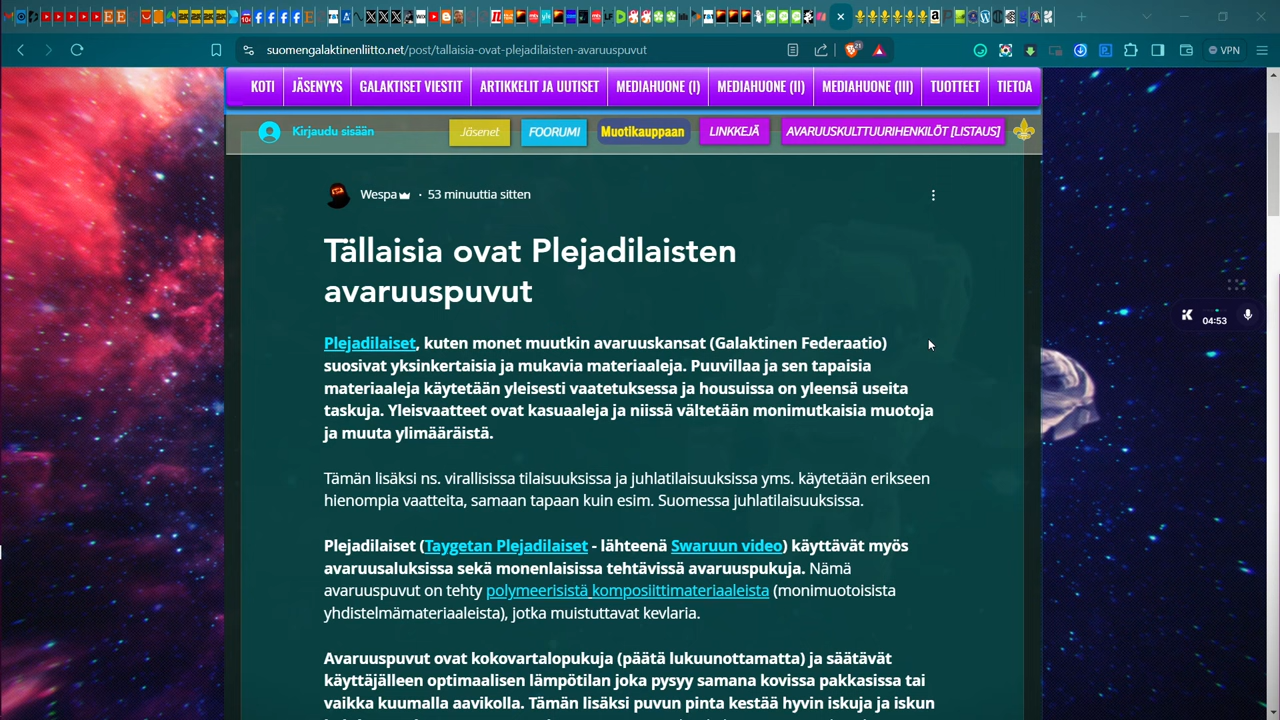 suomengalaktinenliitto.net/post/tallaisia-ovat-plejadilaisten-avaruuspuvut
21
VPN
KOTI JÄSENYYS GALAKTISET VIESTIT ARTIKKELIT JA UUTISET MEDIAHUONE (I) MEDIAHUONE (II) MEDIAHUONE (III) TUOTTEET TIETOA
Kirjaudu sisään Jäsenet FOORUMI Muotikauppaan LINKKEJÄ AVARUUSKULTTUURIHENKILÖT [LISTAUS]
Wespa · 53 minuuttia sitten
Tällaisia ovat Plejadilaisten
avaruuspuvut
04:53
Plejadilaiset, kuten monet muutkin avaruuskansat (Galaktinen Federaatio)
suosivat yksinkertaisia ja mukavia materiaaleja. Puuvillaa ja sen tapaisia
materiaaleja käytetään yleisesti vaatetuksessa ja housuissa on yleensä useita
taskuja. Yleisvaatteet ovat kasuaaleja ja niissä vältetään monimutkaisia muotoja
ja muuta ylimääräistä.
Tämän lisäksi ns. virallisissa tilaisuuksissa ja juhlatilaisuuksissa yms. käytetään erikseen
hienompia vaatteita, samaan tapaan kuin esim. Suomessa juhlatilaisuuksissa.
Plejadilaiset (Taygetan Plejadilaiset - lähteenä Swaruun video) käyttävät myös
avaruusaluksissa sekä monenlaisissa tehtävissä avaruuspukuja. Nämä
avaruuspuvut on tehty polymeerisistä komposiittimateriaaleista (monimuotoisista
yhdistelmämateriaaleista), jotka muistuttavat kevlaria.
Avaruuspuvut ovat kokovartalopukuja (päätä lukuunottamatta) ja säätävät
käyttäjälleen optimaalisen lämpötilan joka pysyy samana kovissa pakkasissa tai
vaikka kuumalla aavikolla. Tämän lisäksi puvun pinta kestää hyvin iskuja ja iskun